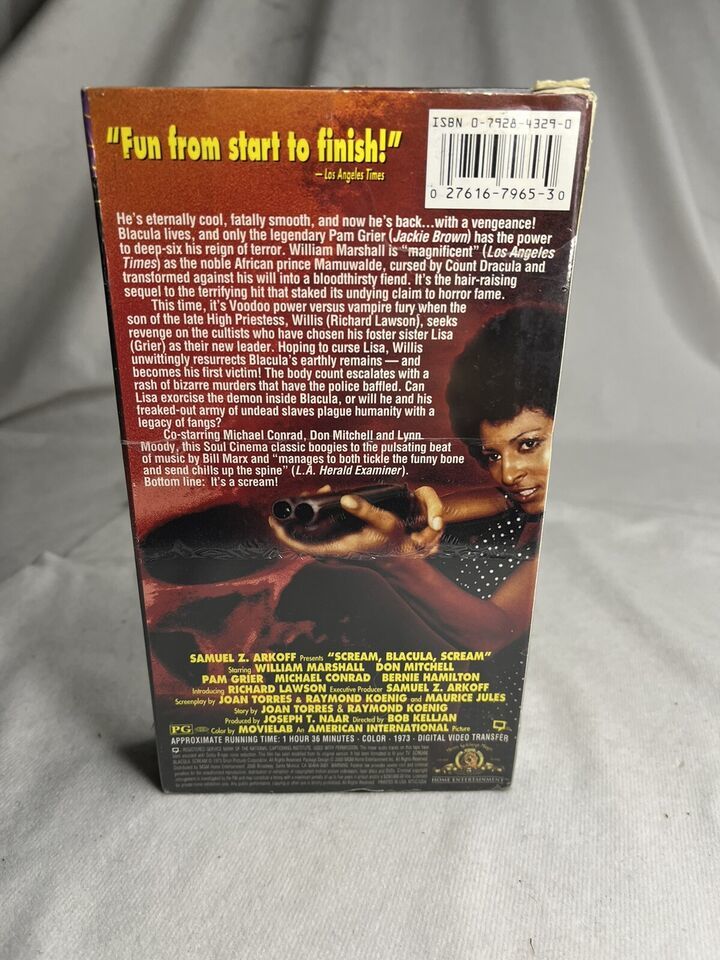 ISBN 0-7928-4329-0
"Fun from start to finish!"
— Los Angeles Times
0 27616-7965-3 0
He's eternally cool, fatally smooth, and now he's back...with a vengeance!
Blacula lives, and only the legendary Pam Grier (Jackie Brown) has the power
to deep-six his reign of terror. William Marshall is "magnificent" (Los Angeles
Times) as the noble African prince Mamuwalde, cursed by Count Dracula and
transformed against his will into a bloodthirsty fiend. It's the hair-raising
sequel to the terrifying hit that staked its undying claim to horror fame.
This time, it's Voodoo power versus vampire fury when the
son of the late High Priestess, Willis (Richard Lawson), seeks
revenge on the cultists who have chosen his foster sister Lisa
(Grier) as their new leader. Hoping to curse Lisa, Willis
unwittingly resurrects Blacula's earthly remains — and
becomes his first victim! The body count escalates with a
rash of bizarre murders that have the police baffled. Can
Lisa exorcise the demon inside Blacula, or will he and his
freaked-out army of undead slaves plague humanity with a
legacy of fangs?
Co-starring Michael Conrad, Don Mitchell and Lynn
Moody, this Soul Cinema classic boogies to the pulsating beat
of music by Bill Marx and "manages to both tickle the funny bone
and send chills up the spine" (L.A. Herald Examiner).
Bottom line: It's a scream!
SAMUEL Z. ARKOFF Presents "SCREAM, BLACULA, SCREAM"
Starring WILLIAM MARSHALL DON MITCHELL
PAM GRIER MICHAEL CONRAD BERNIE HAMILTON
Introducing RICHARD LAWSON Executive Producer SAMUEL Z. ARKOFF
Screenplay by JOAN TORRES & RAYMOND KOENIG and MAURICE JULES
Story by JOAN TORRES & RAYMOND KOENIG
Produced by JOSEPH T. NAAR Directed by BOB KELLJAN
PG Color by MOVIELAB An AMERICAN INTERNATIONAL Picture
APPROXIMATE RUNNING TIME: 1 HOUR 36 MINUTES · COLOR · 1973 · DIGITAL VIDEO TRANSFER
REGISTERED SERVICE MARK OF THE NATIONAL CAPTIONING INSTITUTE. USED WITH PERMISSION.
HOME ENTERTAINMENT